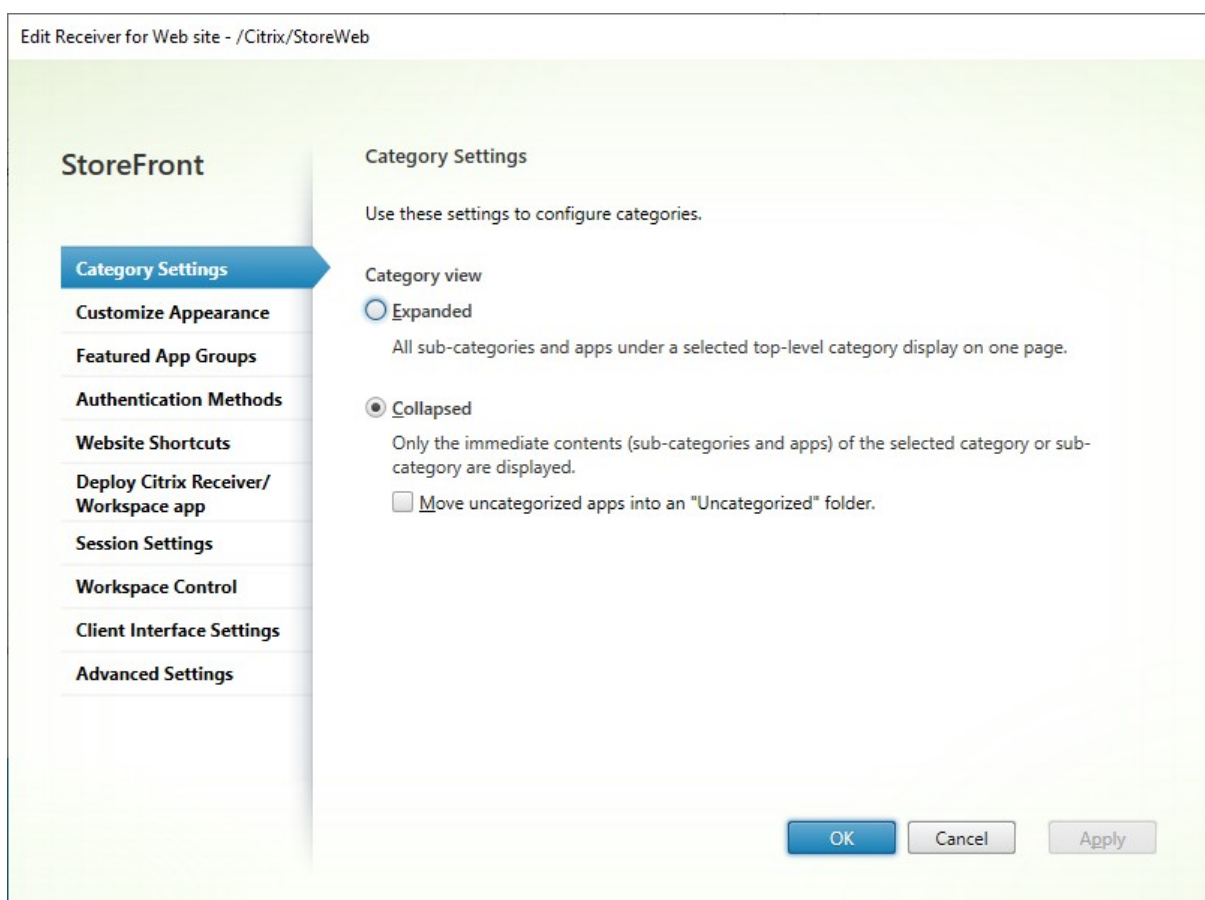 Edit Receiver for Web site - /Citrix/StoreWeb
StoreFront
Category Settings
Customize Appearance
Featured App Groups
Authentication Methods
Website Shortcuts
Deploy Citrix Receiver/
Workspace app
Session Settings
Workspace Control
Client Interface Settings
Advanced Settings
Category Settings
Use these settings to configure categories.
Category view
Expanded
All sub-categories and apps under a selected top-level category display on one page.
Collapsed
Only the immediate contents (sub-categories and apps) of the selected category or sub-
category are displayed.
Move uncategorized apps into an "Uncategorized" folder.
OK
Cancel
Apply